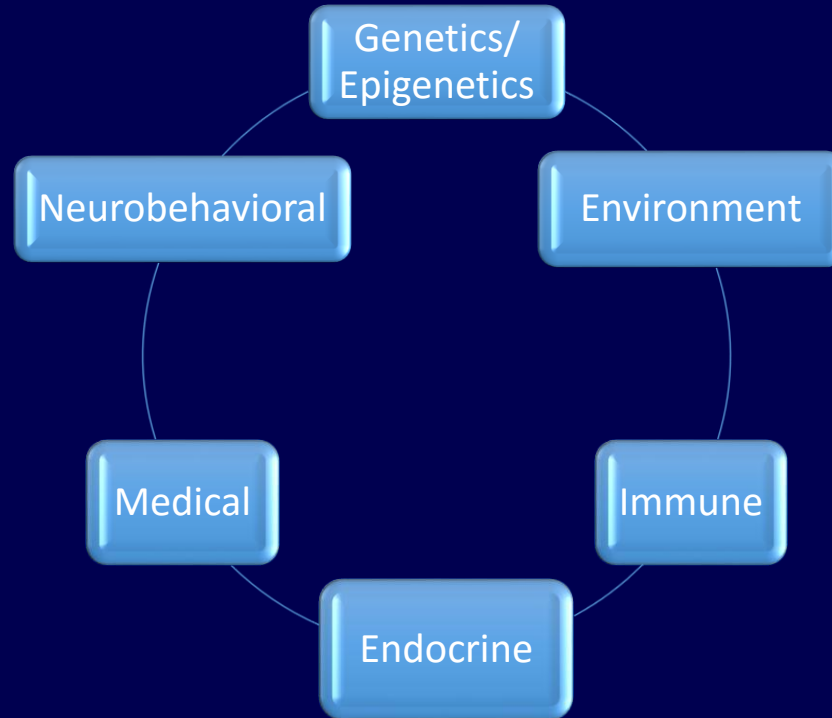 Genetics/
Epigenetics
Neurobehavioral
Environment
Medical
Immune
Endocrine